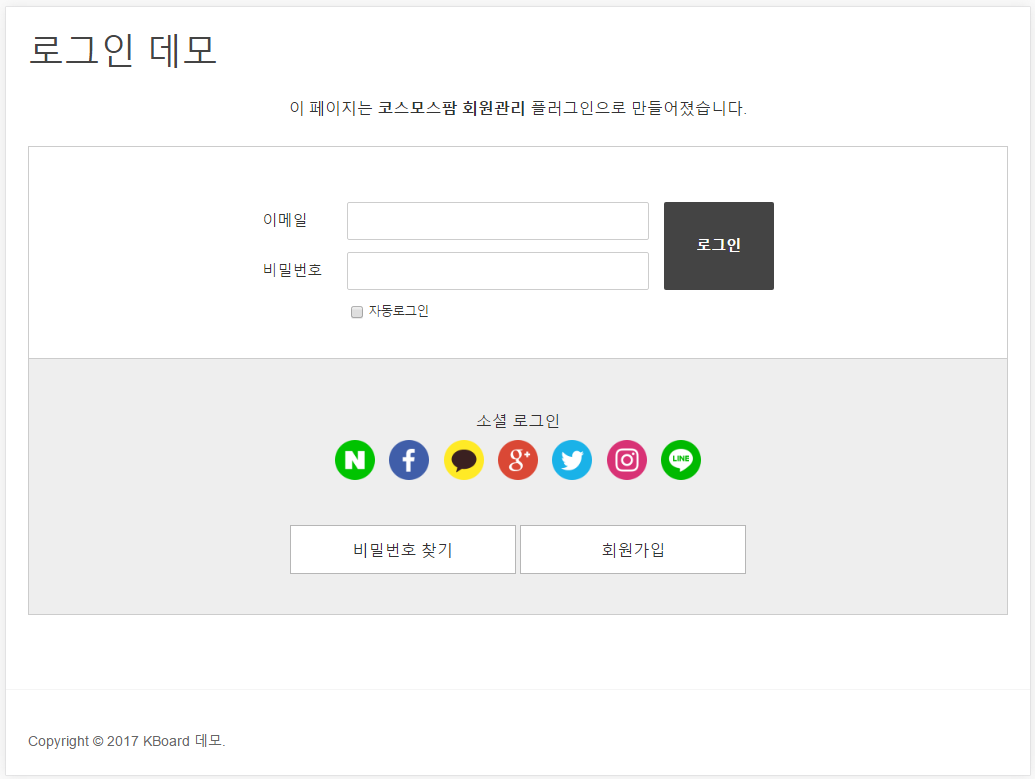 로그인 데모
이 페이지는 코스모스팜 회원관리 플러그인으로 만들어졌습니다.
이메일
로그인
비밀번호
자동로그인
소셜 로그인
N f g+ LINE
비밀번호 찾기 회원가입
Copyright © 2017 KBoard 데모.